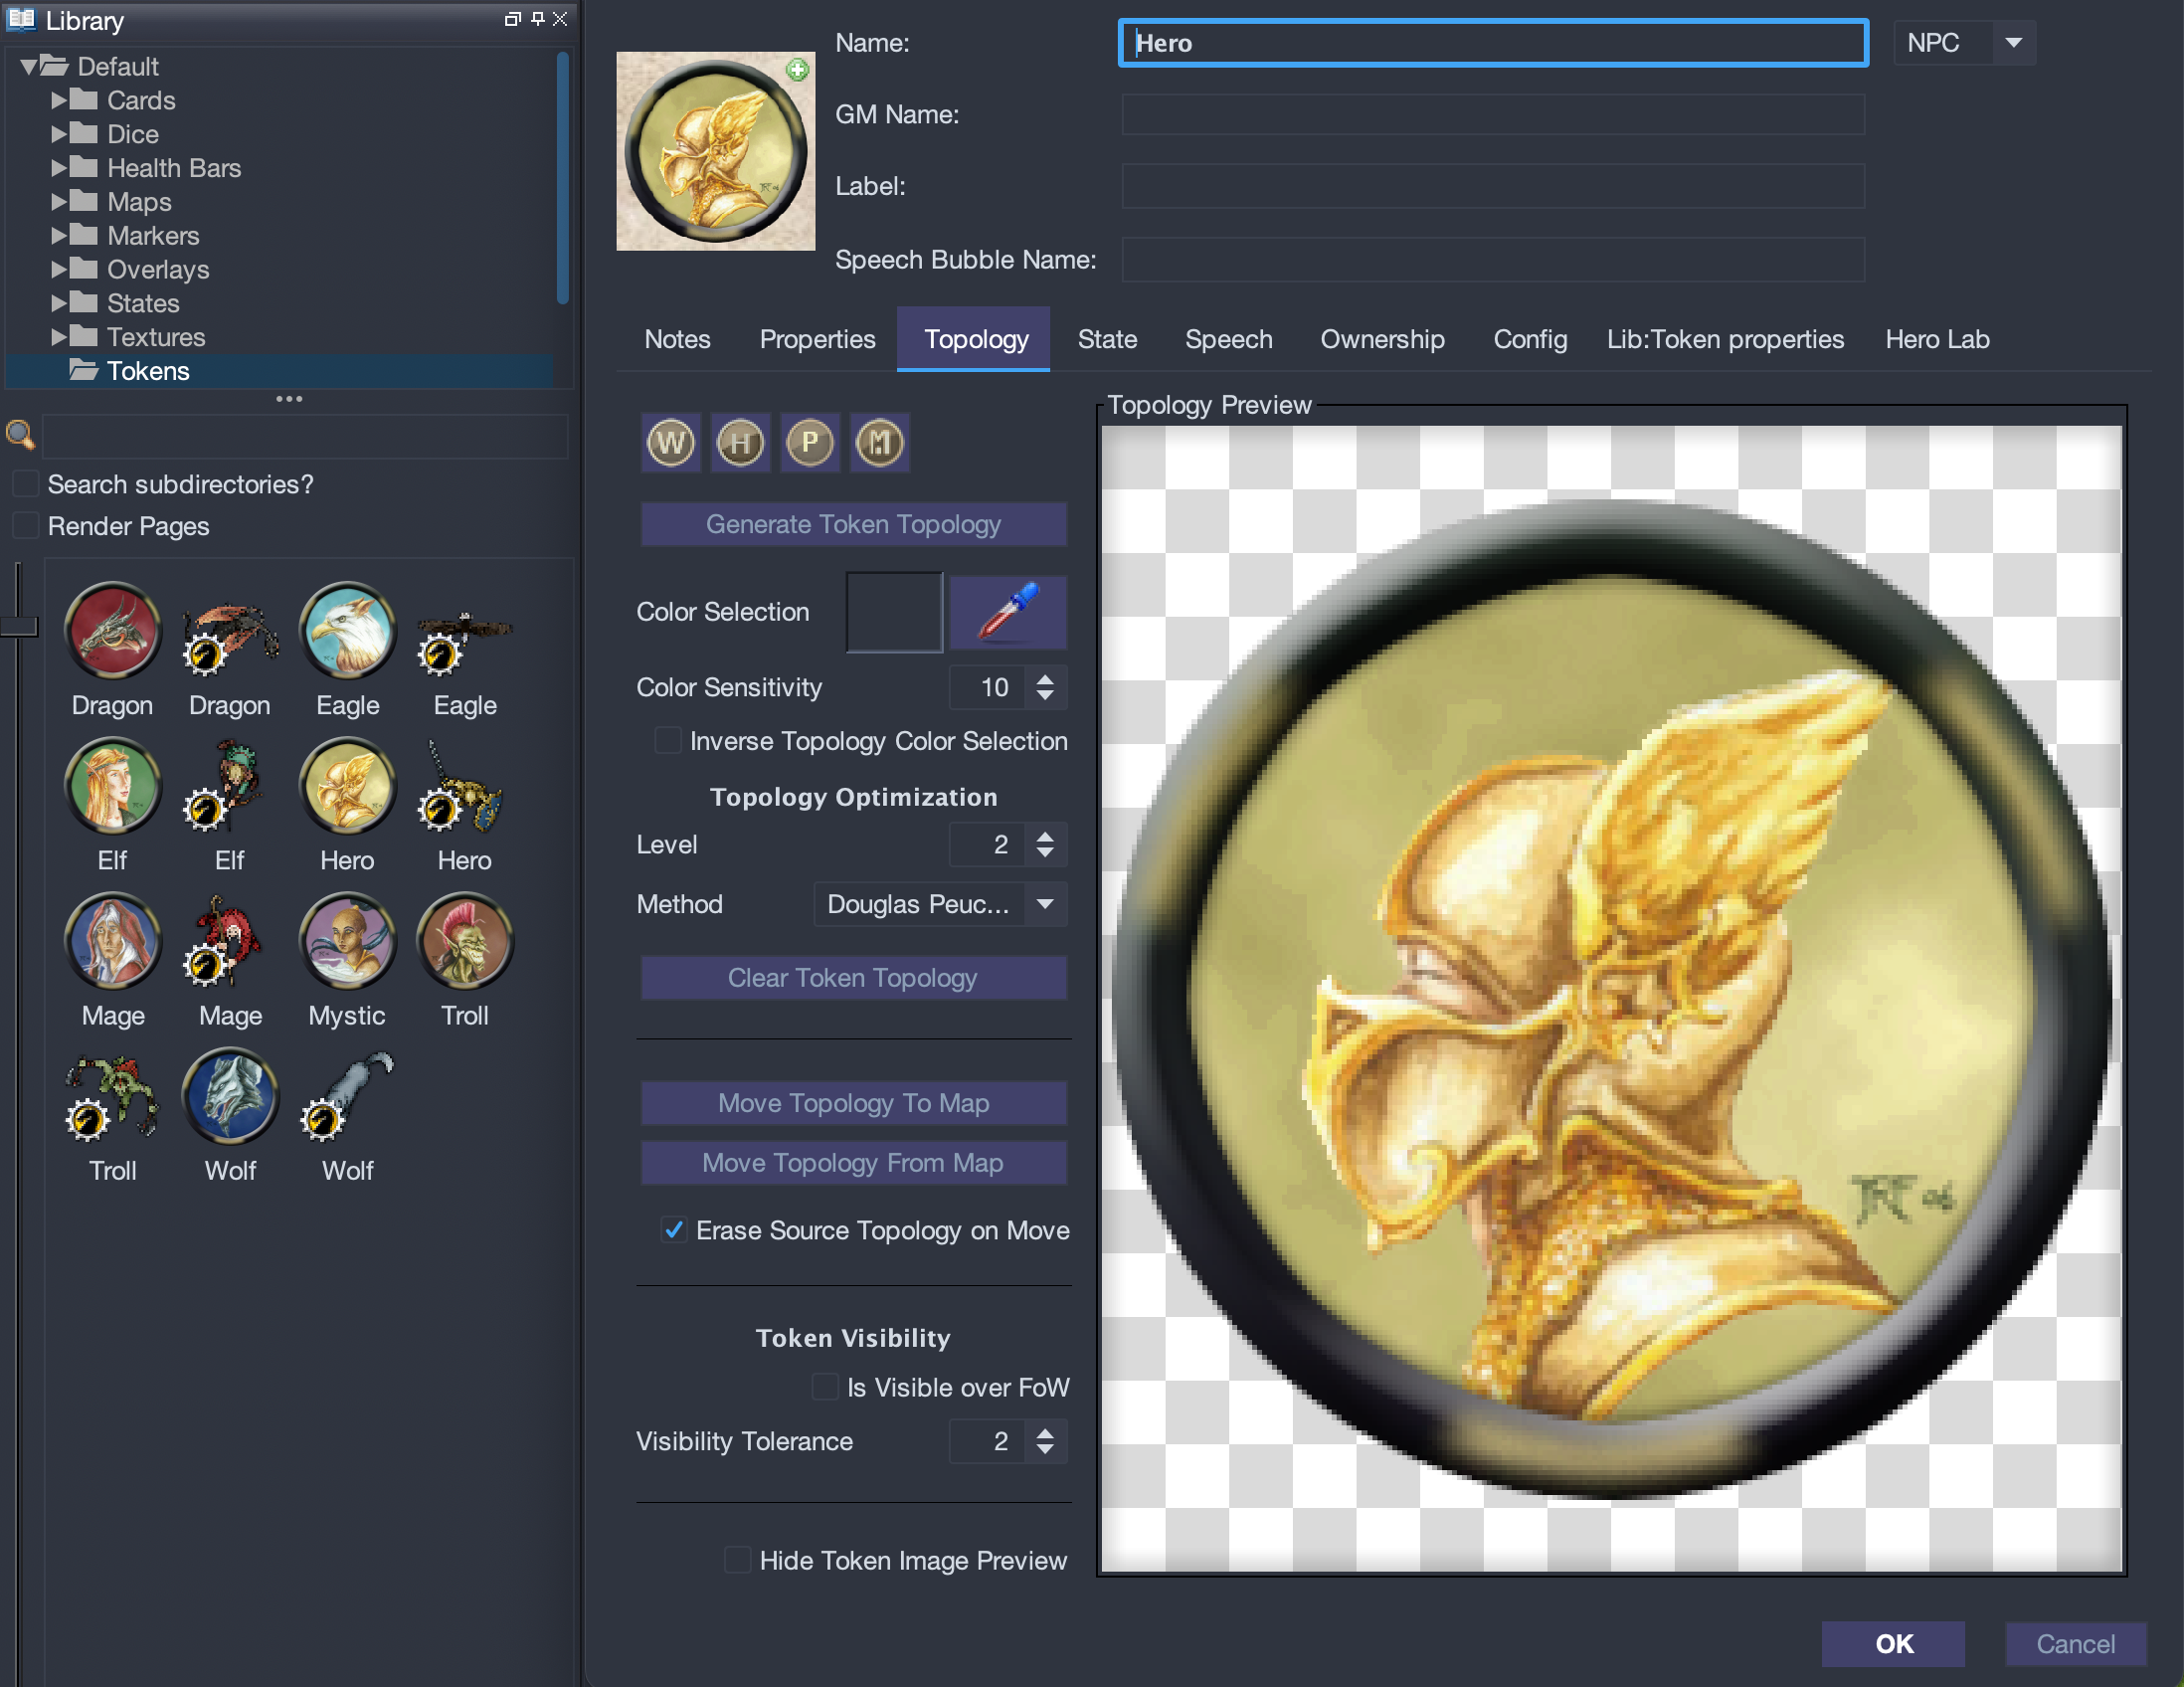 Library
Default
Cards
Dice
Health Bars
Maps
Markers
Overlays
States
Textures
Tokens
Search subdirectories?
Render Pages
Dragon Dragon Eagle Eagle
Elf Elf Hero Hero
Mage Mage Mystic Troll
Troll Wolf Wolf
Name: Hero NPC
GM Name:
Label:
Speech Bubble Name:
Notes Properties Topology State Speech Ownership Config Lib:Token properties Hero Lab
W H P M
Generate Token Topology
Color Selection
Color Sensitivity 10
Inverse Topology Color Selection
Topology Optimization
Level 2
Method Douglas Peuc...
Clear Token Topology
Move Topology To Map
Move Topology From Map
Erase Source Topology on Move
Token Visibility
Is Visible over FoW
Visibility Tolerance 2
Hide Token Image Preview
Topology Preview
OK Cancel